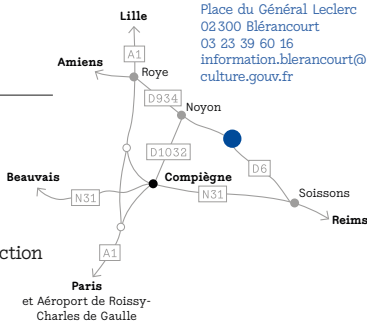 Place du Général Leclerc
02300 Blérancourt
03 23 39 60 16
information.blerancourt@
culture.gouv.fr
Lille
A1
Amiens
Roye
D934
Noyon
D1032
D6
Beauvais
Compiègne
N31
N31
Soissons
Reims
ction
A1
Paris
et Aéroport de Roissy-
Charles de Gaulle